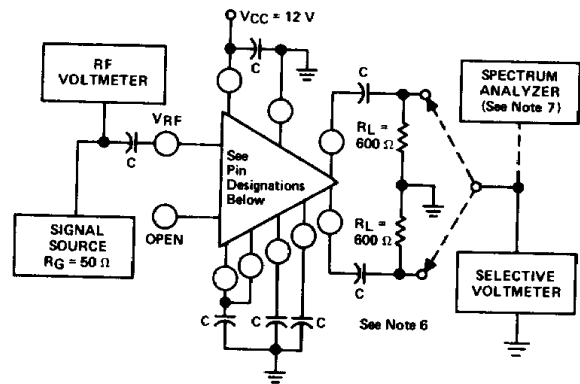 VCC = 12 V
RF
VOLTMETER
C
C
C
SPECTRUM
ANALYZER
(See Note 7)
VRF
RL =
600 Ω
See
Pin
Designations
Below
SIGNAL
SOURCE
RG = 50 Ω
OPEN
RL =
600 Ω
SELECTIVE
VOLTMETER
C
C
C
C
See Note 6